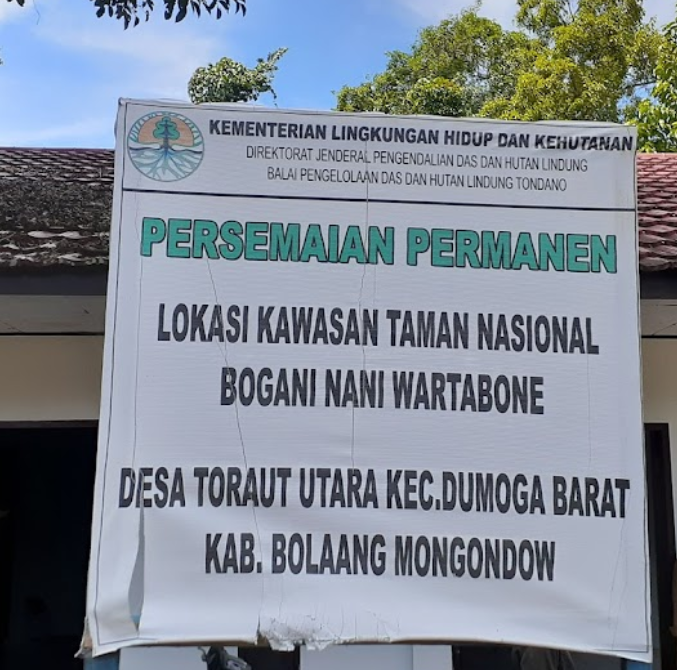 KEMENTERIAN LINGKUNGAN HIDUP DAN KEHUTANAN
DIREKTORAT JENDERAL PENGENDALIAN DAS DAN HUTAN LINDUNG
BALAI PENGELOLAAN DAS DAN HUTAN LINDUNG TONDANO
PERSEMAIAN PERMANEN
LOKASI KAWASAN TAMAN NASIONAL
BOGANI NANI WARTABONE
DESA TORAUT UTARA KEC.DUMOGA BARAT
KAB. BOLAANG MONGONDOW